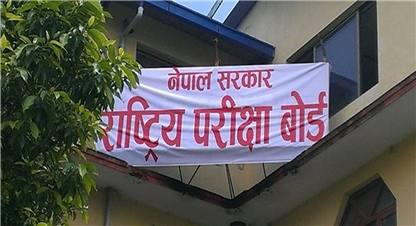 नेपाल सरकार
राष्ट्रिय परीक्षा बोर्ड